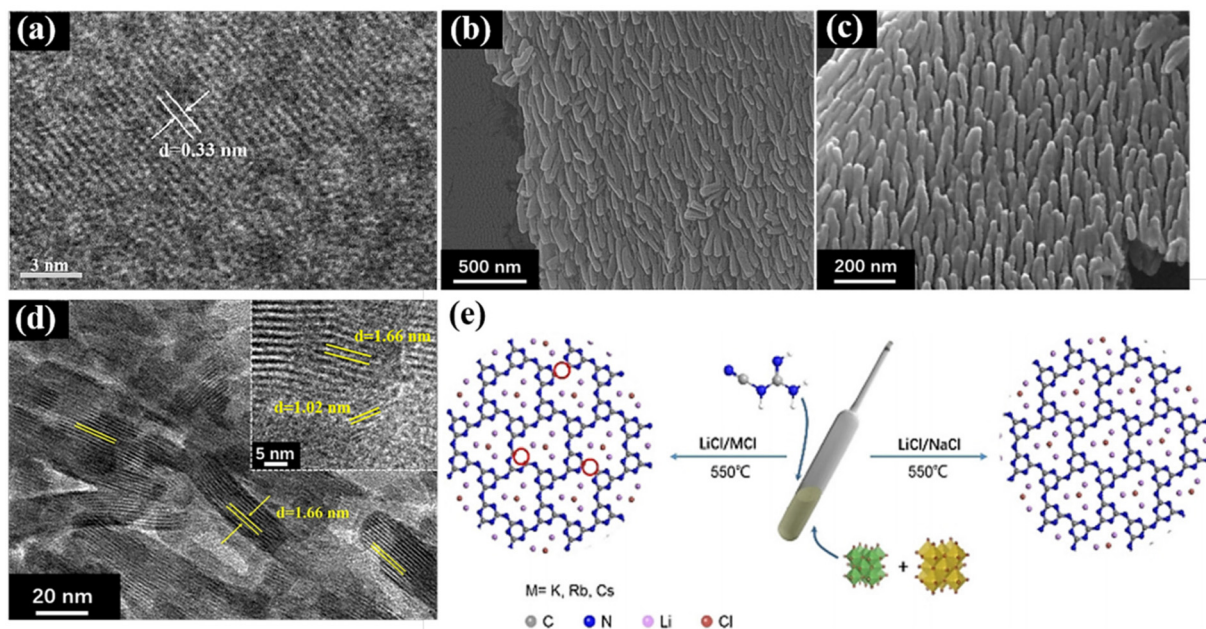 (a)
d=0.33 nm
3 nm
(b)
500 nm
(c)
200 nm
(d)
d=1.66 nm
d=1.02 nm
5 nm
d=1.66 nm
20 nm
(e)
LiCl/MCl
550℃
LiCl/NaCl
550℃
+
M= K, Rb, Cs
C N Li Cl